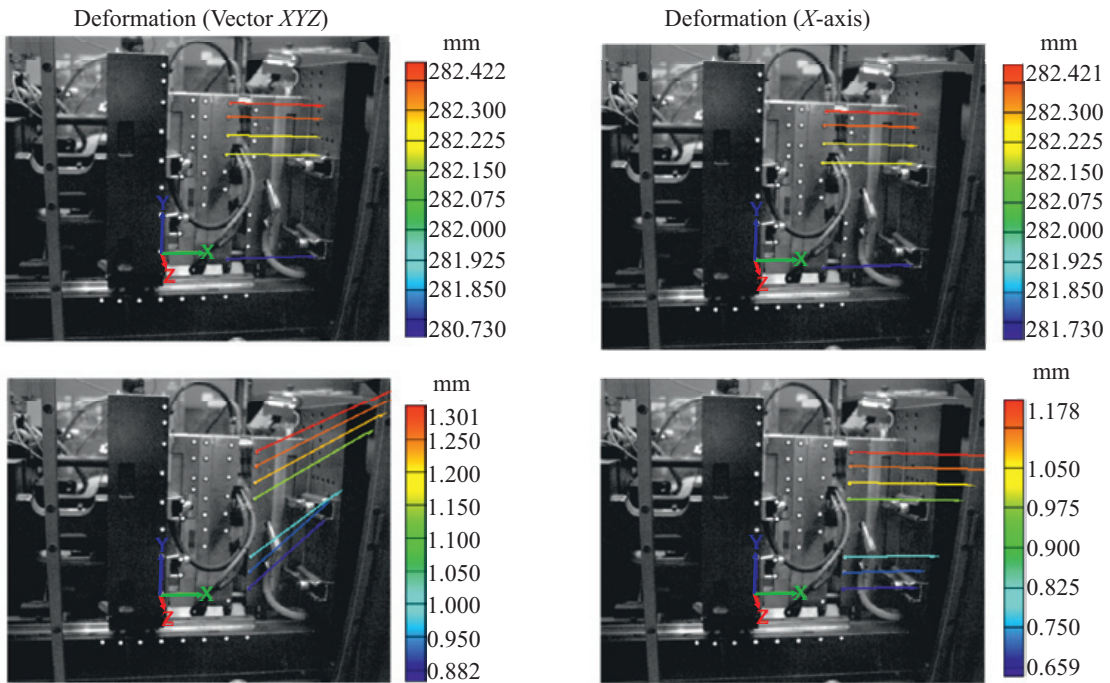 Deformation (Vector XYZ)
mm
282.422
282.300
282.225
282.150
282.075
282.000
281.925
281.850
280.730
Y
X
Z
Deformation (X-axis)
mm
282.421
282.300
282.225
282.150
282.075
282.000
281.925
281.850
281.730
Y
X
Z
mm
1.301
1.250
1.200
1.150
1.100
1.050
1.000
0.950
0.882
Y
X
Z
mm
1.178
1.050
0.975
0.900
0.825
0.750
0.659
Y
X
Z